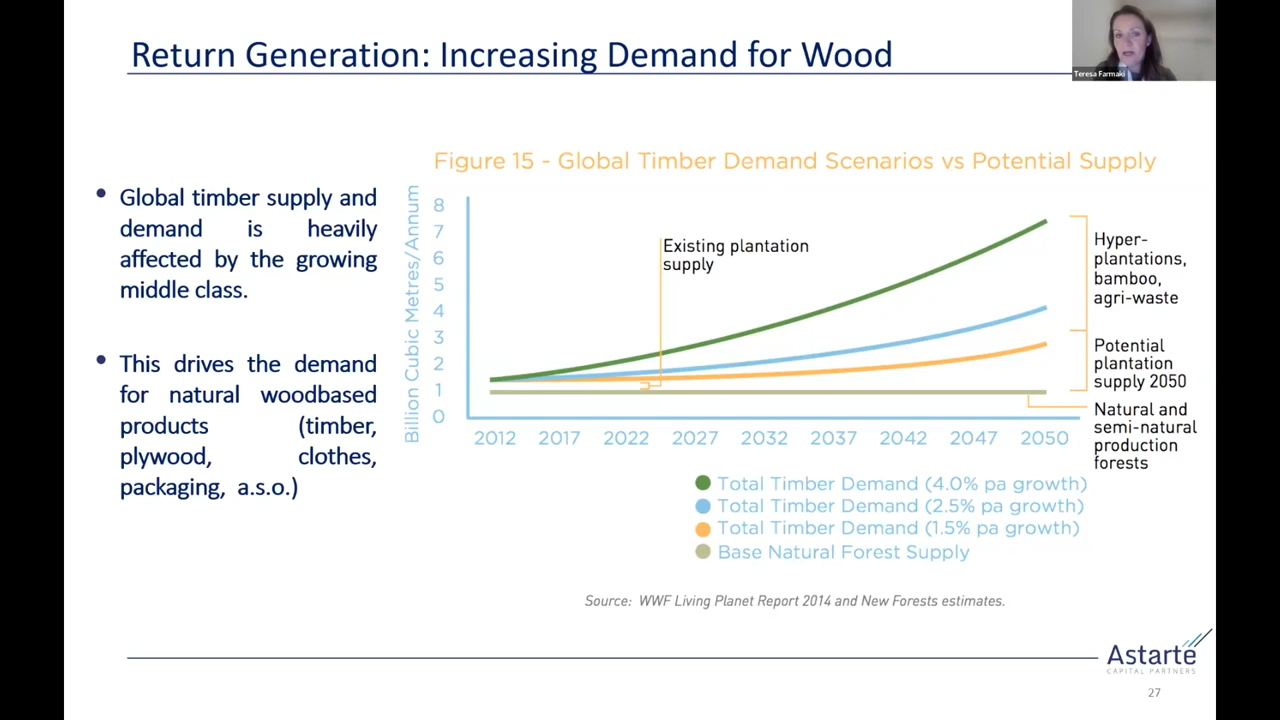 Return Generation: Increasing Demand for Wood
Teresa Farmaki
• Global timber supply and
demand is heavily
affected by the growing
middle class.
• This drives the demand
for natural woodbased
products (timber,
plywood, clothes,
packaging, a.s.o.)
Figure 15 - Global Timber Demand Scenarios vs Potential Supply
Billion Cubic Metres/Annum
8
7
6
5
4
3
2
1
0
Existing plantation
supply
Hyper-
plantations,
bamboo,
agri-waste
Potential
plantation
supply 2050
Natural and
semi-natural
production
forests
2012 2017 2022 2027 2032 2037 2042 2047 2050
Total Timber Demand (4.0% pa growth)
Total Timber Demand (2.5% pa growth)
Total Timber Demand (1.5% pa growth)
Base Natural Forest Supply
Source: WWF Living Planet Report 2014 and New Forests estimates.
Astarte
CAPITAL PARTNERS
27